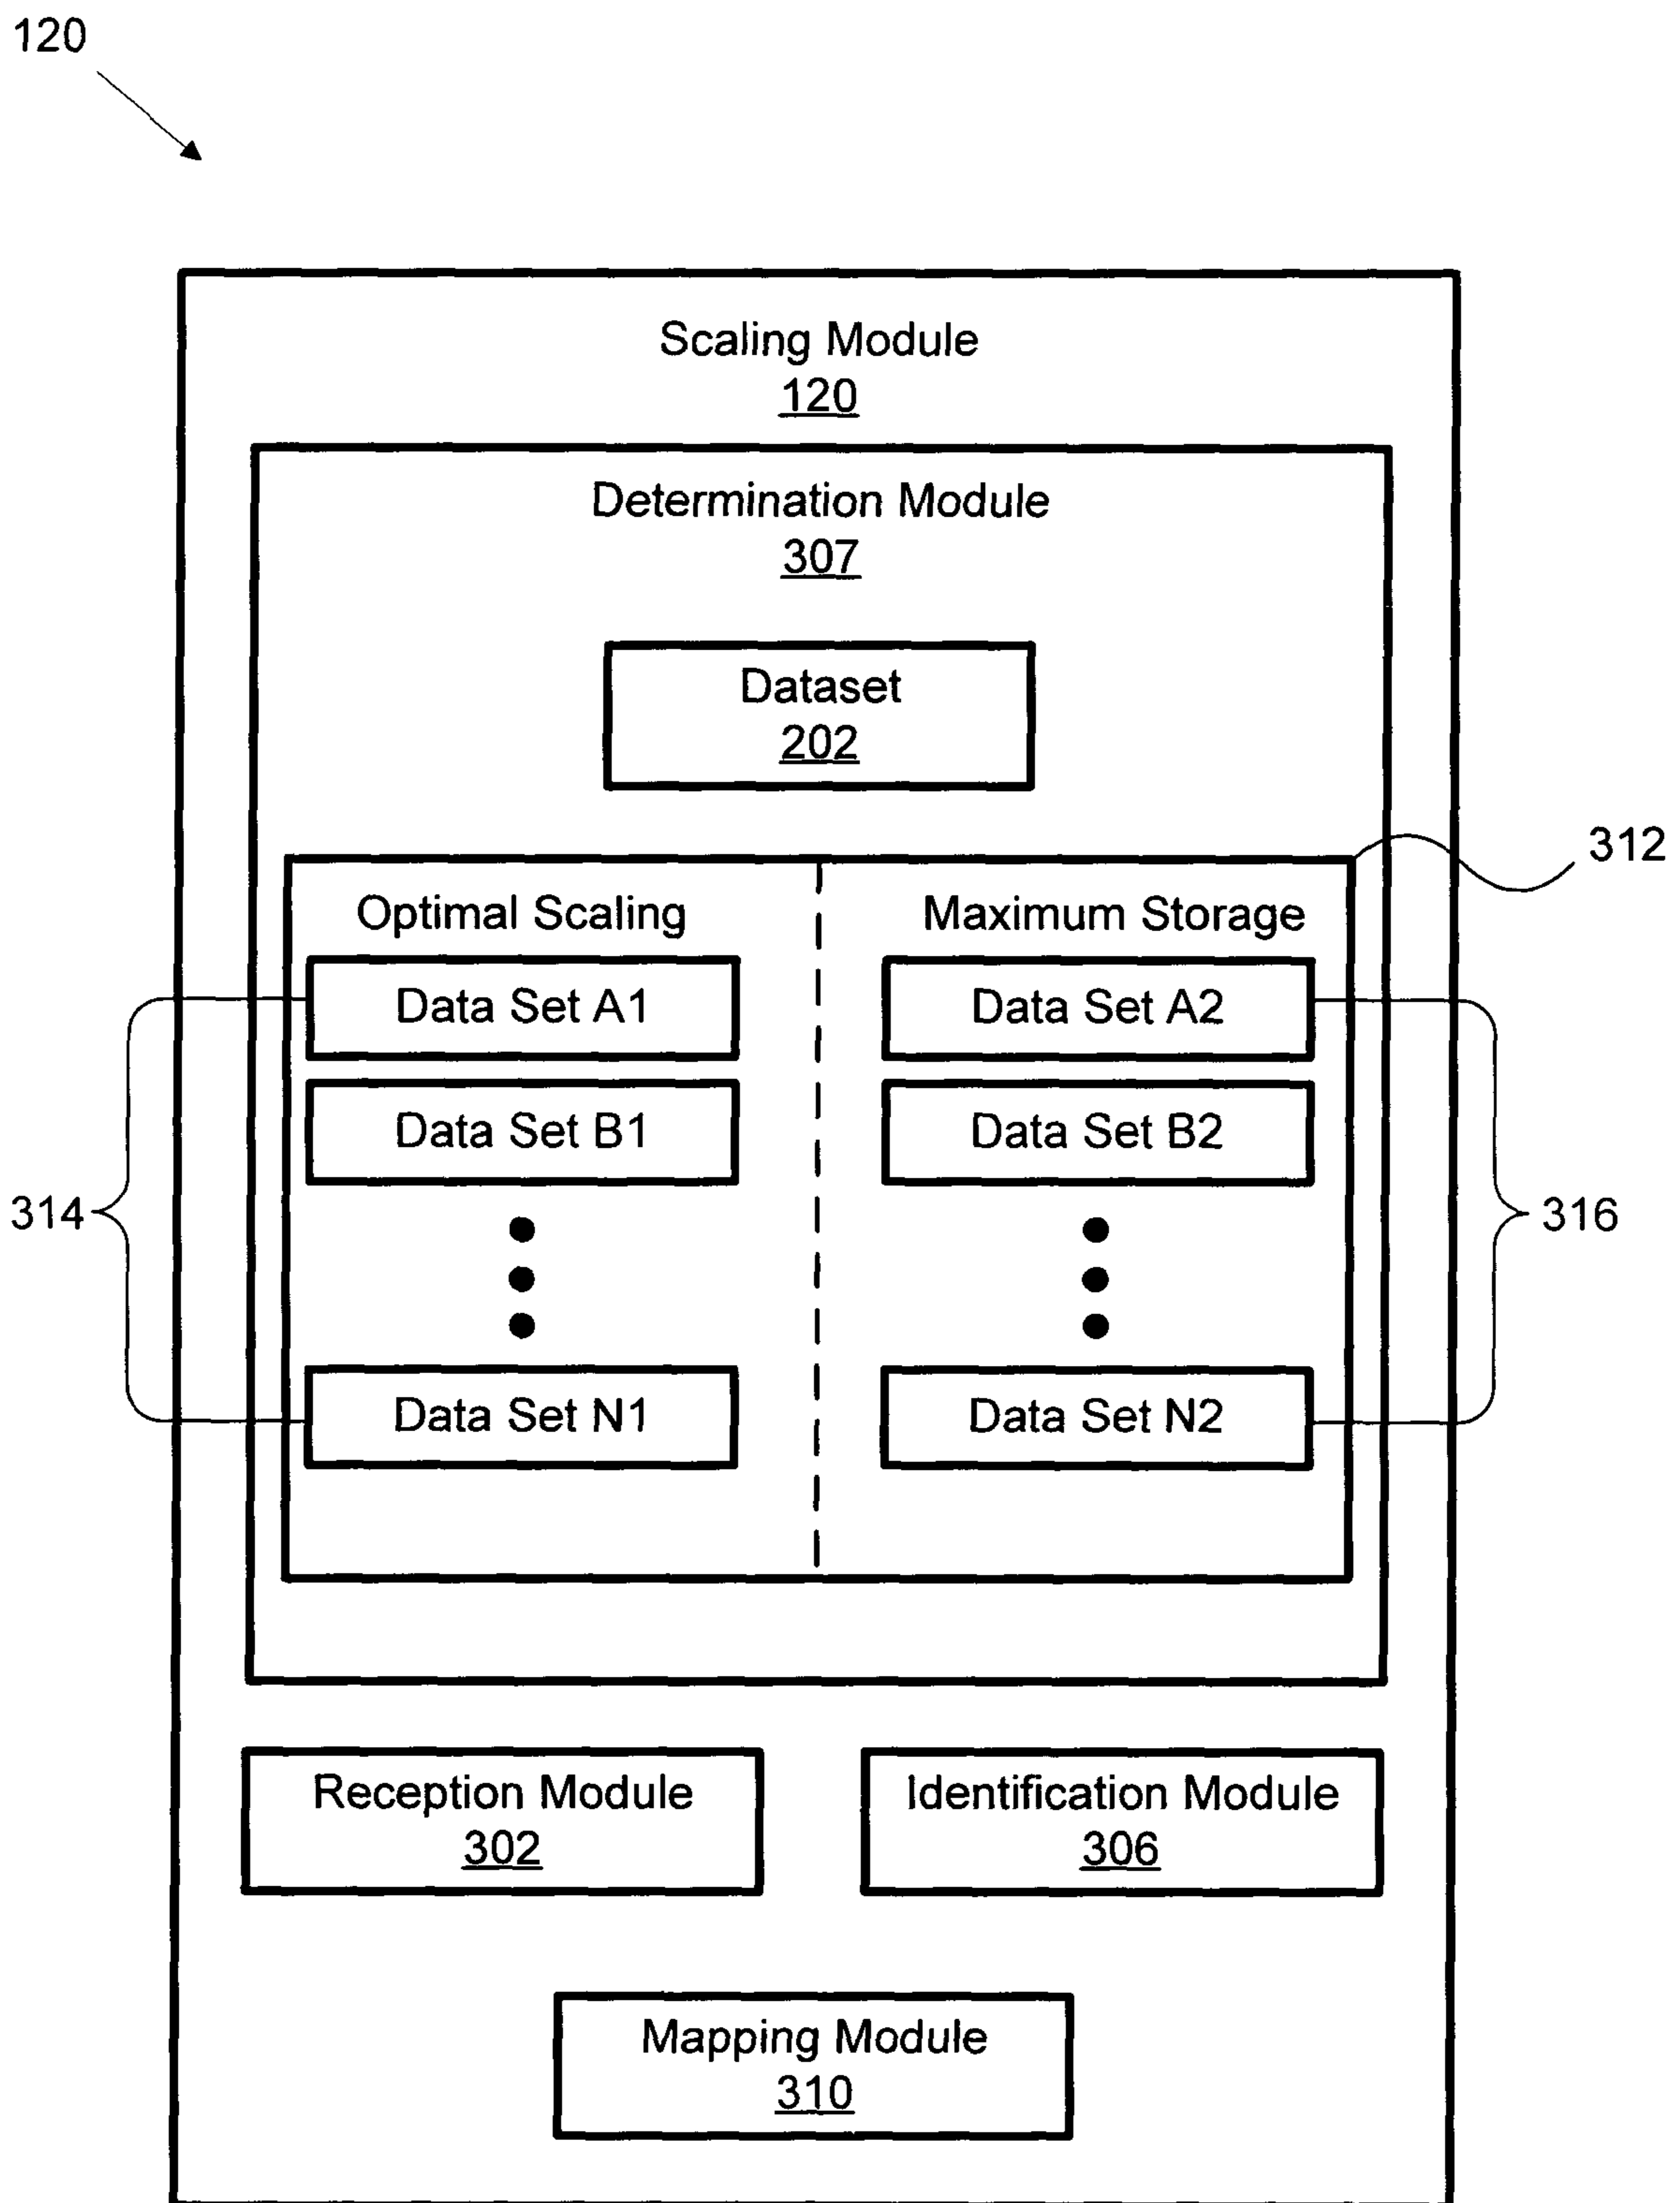 120
Scaling Module
120
Determination Module
307
Dataset
202
312
Optimal Scaling
Maximum Storage
Data Set A1
Data Set A2
Data Set B1
Data Set B2
314
316
Data Set N1
Data Set N2
Reception Module
302
Identification Module
306
Mapping Module
310